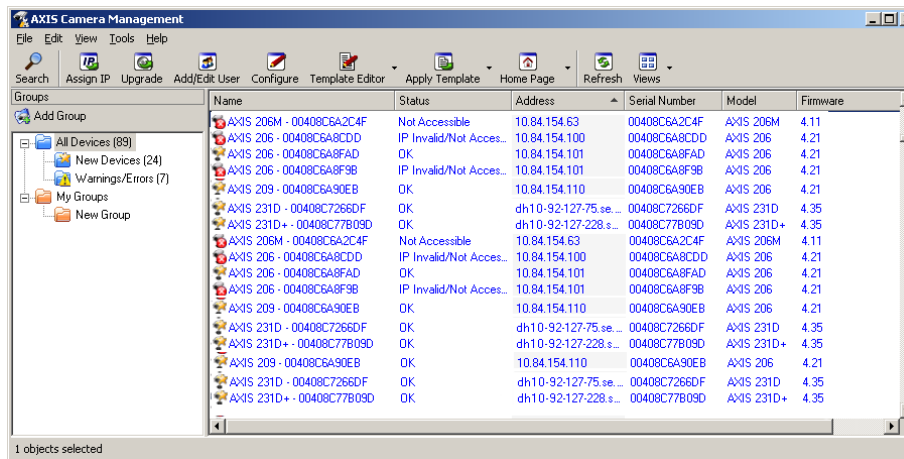 AXIS Camera Management
File Edit View Tools Help
Search Assign IP Upgrade Add/Edit User Configure Template Editor Apply Template Home Page Refresh Views
Groups
Add Group
All Devices (89)
New Devices (24)
Warnings/Errors (7)
My Groups
New Group
Name Status Address Serial Number Model Firmware
AXIS 206M - 00408C6A2C4F Not Accessible 10.84.154.63 00408C6A2C4F AXIS 206M 4.11
AXIS 206 - 00408C6A8CDD IP Invalid/Not Acces... 10.84.154.100 00408C6A8CDD AXIS 206 4.21
AXIS 206 - 00408C6A8FAD OK 10.84.154.101 00408C6A8FAD AXIS 206 4.21
AXIS 206 - 00408C6A8F9B IP Invalid/Not Acces... 10.84.154.101 00408C6A8F9B AXIS 206 4.21
AXIS 209 - 00408C6A90EB OK 10.84.154.110 00408C6A90EB AXIS 206 4.21
AXIS 231D - 00408C7266DF OK dh10-92-127-75.se... 00408C7266DF AXIS 231D 4.35
AXIS 231D+ - 00408C77B09D OK dh10-92-127-228.s... 00408C77B09D AXIS 231D+ 4.35
AXIS 206M - 00408C6A2C4F Not Accessible 10.84.154.63 00408C6A2C4F AXIS 206M 4.11
AXIS 206 - 00408C6A8CDD IP Invalid/Not Acces... 10.84.154.100 00408C6A8CDD AXIS 206 4.21
AXIS 206 - 00408C6A8FAD OK 10.84.154.101 00408C6A8FAD AXIS 206 4.21
AXIS 206 - 00408C6A8F9B IP Invalid/Not Acces... 10.84.154.101 00408C6A8F9B AXIS 206 4.21
AXIS 209 - 00408C6A90EB OK 10.84.154.110 00408C6A90EB AXIS 206 4.21
AXIS 231D - 00408C7266DF OK dh10-92-127-75.se... 00408C7266DF AXIS 231D 4.35
AXIS 231D+ - 00408C77B09D OK dh10-92-127-228.s... 00408C77B09D AXIS 231D+ 4.35
AXIS 209 - 00408C6A90EB OK 10.84.154.110 00408C6A90EB AXIS 206 4.21
AXIS 231D - 00408C7266DF OK dh10-92-127-75.se... 00408C7266DF AXIS 231D 4.35
AXIS 231D+ - 00408C77B09D OK dh10-92-127-228.s... 00408C77B09D AXIS 231D+ 4.35
1 objects selected